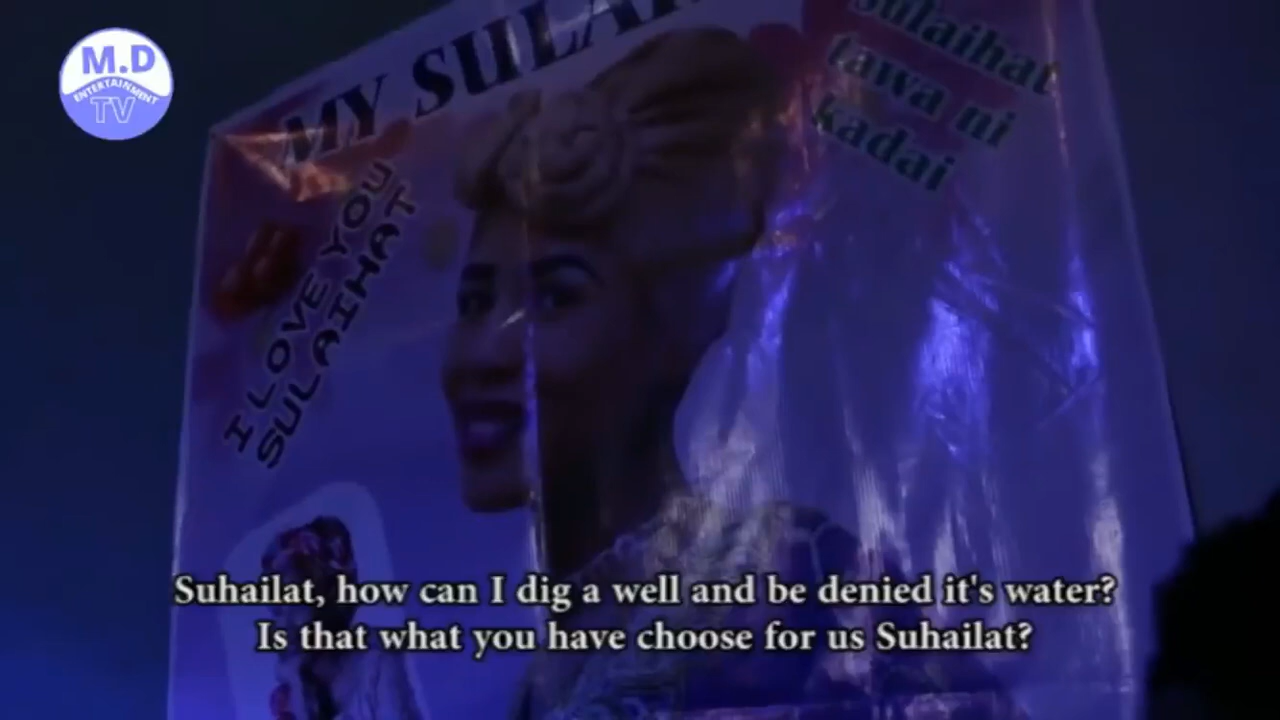 M.D
ENTERTAINMENT
TV
MY SULAI
sulaihat
tawa ni
kadai
I LOVE YOU
SULAIHAT
Suhailat, how can I dig a well and be denied it's water?
Is that what you have choose for us Suhailat?